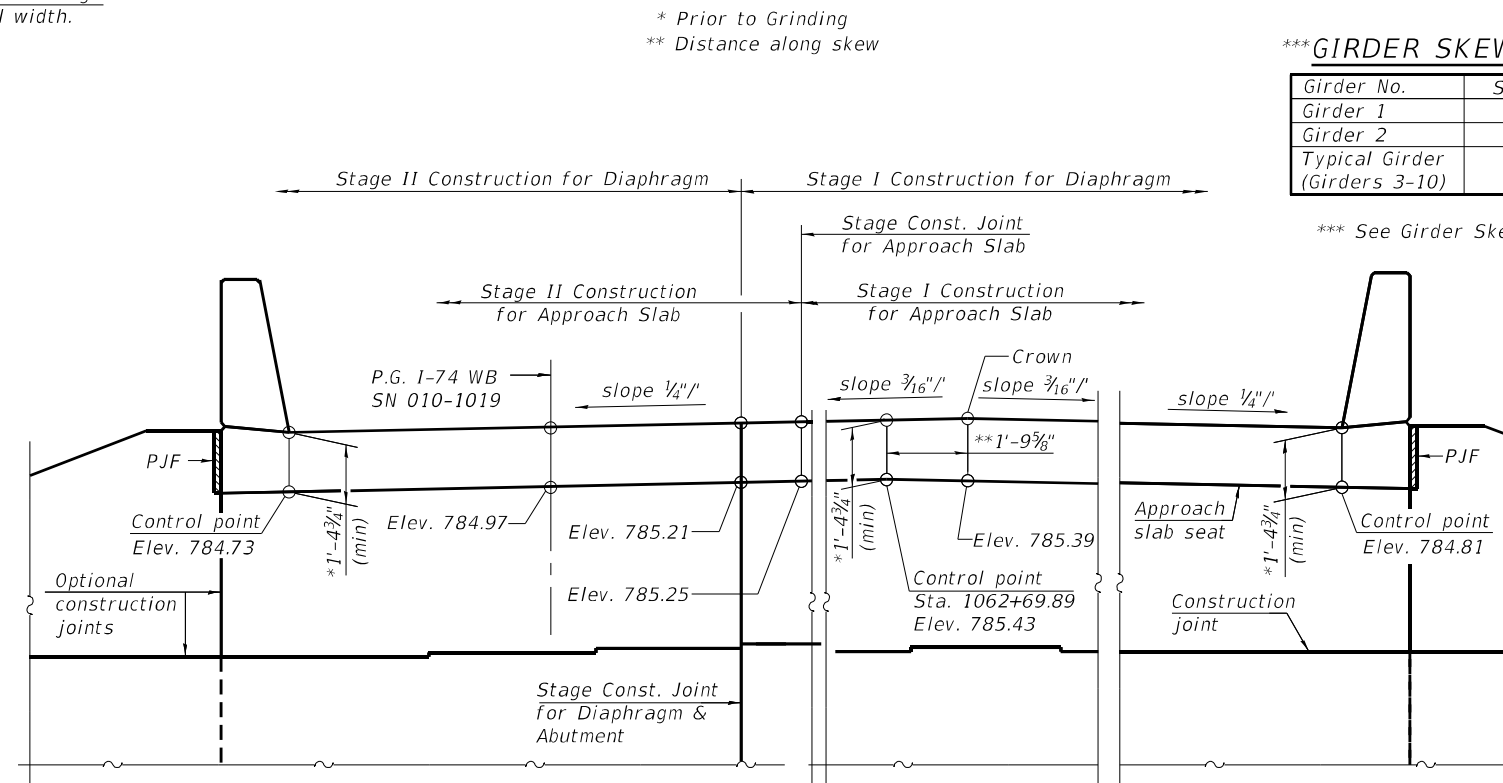 l width.
* Prior to Grinding
** Distance along skew
***GIRDER SKEW
Girder No.
S
Girder 1
Girder 2
Typical Girder
(Girders 3-10)
*** See Girder Ske
Stage II Construction for Diaphragm
Stage I Construction for Diaphragm
Stage Const. Joint
for Approach Slab
Stage II Construction
for Approach Slab
Stage I Construction
for Approach Slab
P.G. I-74 WB
SN 010-1019
slope ¼"/'
slope ³⁄₁₆"/'
Crown
slope ³⁄₁₆"/'
slope ¼"/'
**1'-9⅝"
PJF
PJF
Control point
Elev. 784.73
*1'-4¾"
(min)
Elev. 784.97
Elev. 785.21
Elev. 785.25
*1'-4¾"
(min)
Elev. 785.39
Control point
Sta. 1062+69.89
Elev. 785.43
Approach
slab seat
*1'-4¾"
(min)
Control point
Elev. 784.81
Optional
construction
joints
Construction
joint
Stage Const. Joint
for Diaphragm &
Abutment